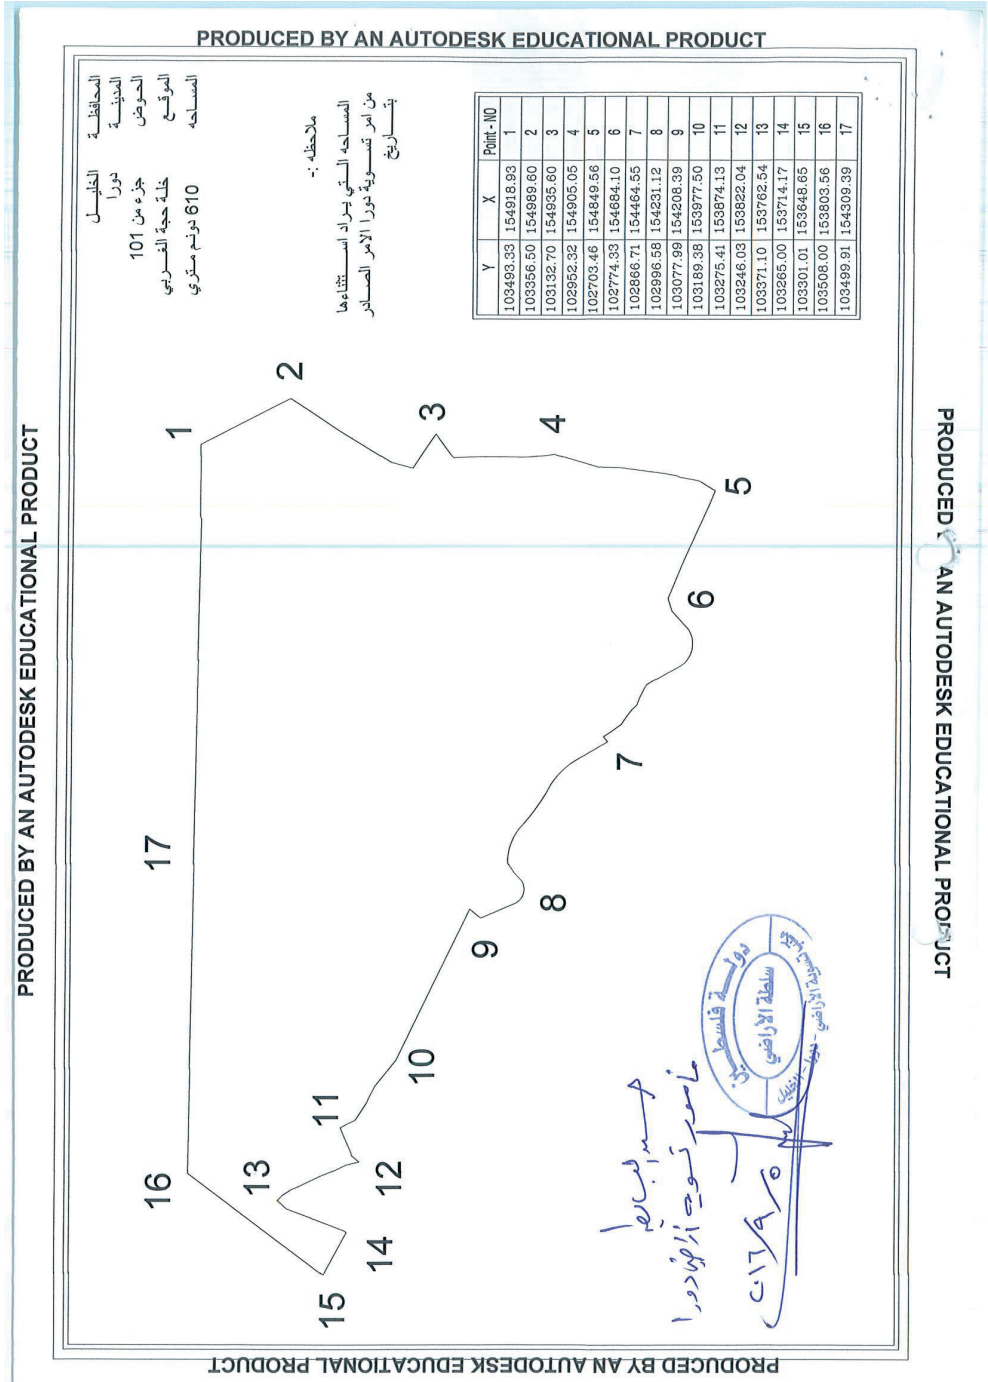 PRODUCED BY AN AUTODESK EDUCATIONAL PRODUCT
PRODUCED BY AN AUTODESK EDUCATIONAL PRODUCT
المحافظة الخليل
المدينة دورا
الحوض جزء من 101
الموقع خلة حجة الغربي
المساحه 610 دونم متري
ملاحظه :-
المساحه التي يراد استثناءها
من امر تسوية دورا الامر الصادر
بتاريخ
Point - NO X Y
1 154918.93 103493.33
2 154989.60 103356.50
3 154935.60 103132.70
4 154905.05 102952.32
5 154849.56 102703.46
6 154684.10 102774.33
7 154464.55 102886.71
8 154231.12 102996.58
9 154208.39 103077.99
10 153977.50 103189.38
11 153874.13 103275.41
12 153822.04 103246.03
13 153762.54 103371.10
14 153714.17 103265.00
15 153648.65 103301.01
16 153803.56 103508.00
17 154309.39 103499.91
1
2
3
4
5
6
7
8
9
10
11
12
13
14
15
16
17
دولة فلسطين
سلطة الأراضي
مأمور تسوية أراضي دورا
٢٠١٦/٩/٥
PRODUCED AN AUTODESK EDUCATIONAL PRODUCT
PRODUCED BY AN AUTODESK EDUCATIONAL PRODUCT